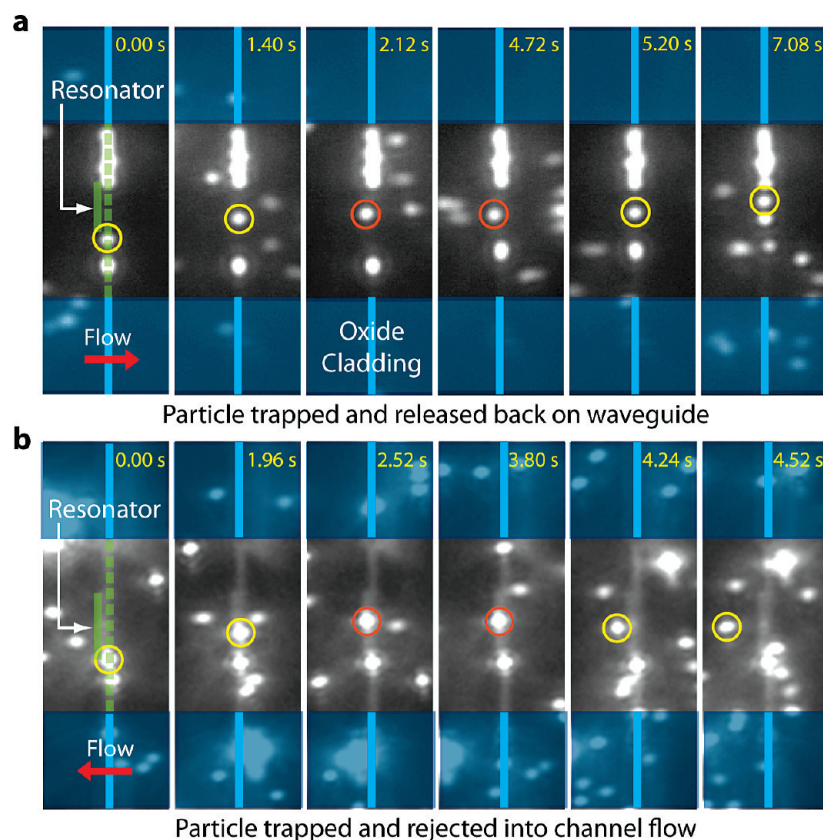 a
0.00 s 1.40 s 2.12 s 4.72 s 5.20 s 7.08 s
Resonator
Flow
Oxide
Cladding
Particle trapped and released back on waveguide
b
0.00 s 1.96 s 2.52 s 3.80 s 4.24 s 4.52 s
Resonator
Flow
Particle trapped and rejected into channel flow